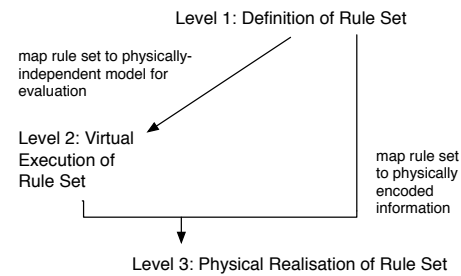 Level 1: Definition of Rule Set
map rule set to physically-
independent model for
evaluation
Level 2: Virtual
Execution of
Rule Set
map rule set
to physically
encoded
information
Level 3: Physical Realisation of Rule Set